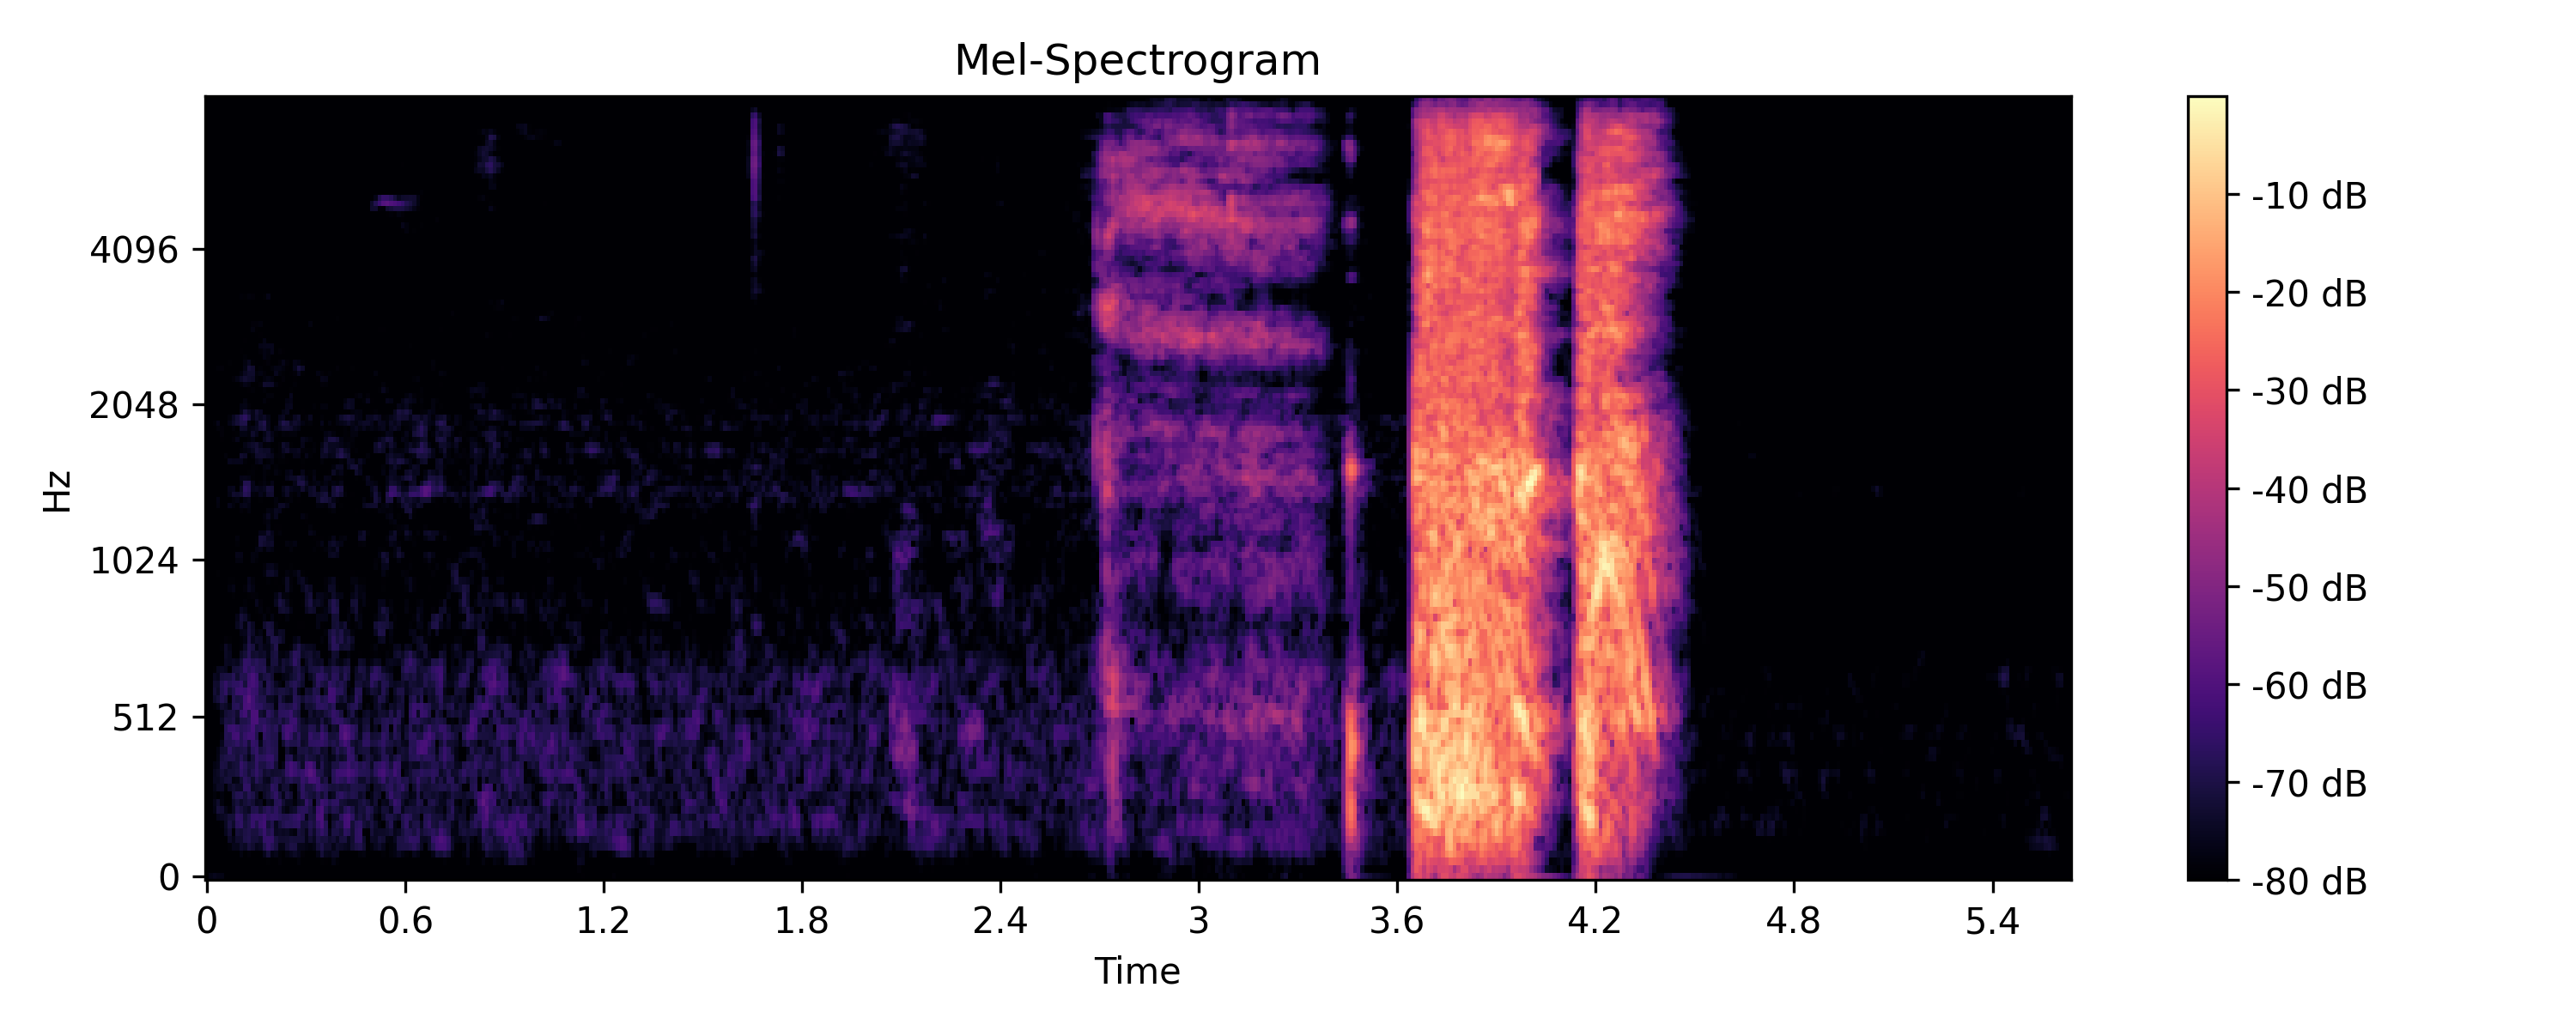 Mel-Spectrogram
4096
2048
1024
512
0
Hz
0 0.6 1.2 1.8 2.4 3 3.6 4.2 4.8 5.4
Time
-10 dB
-20 dB
-30 dB
-40 dB
-50 dB
-60 dB
-70 dB
-80 dB